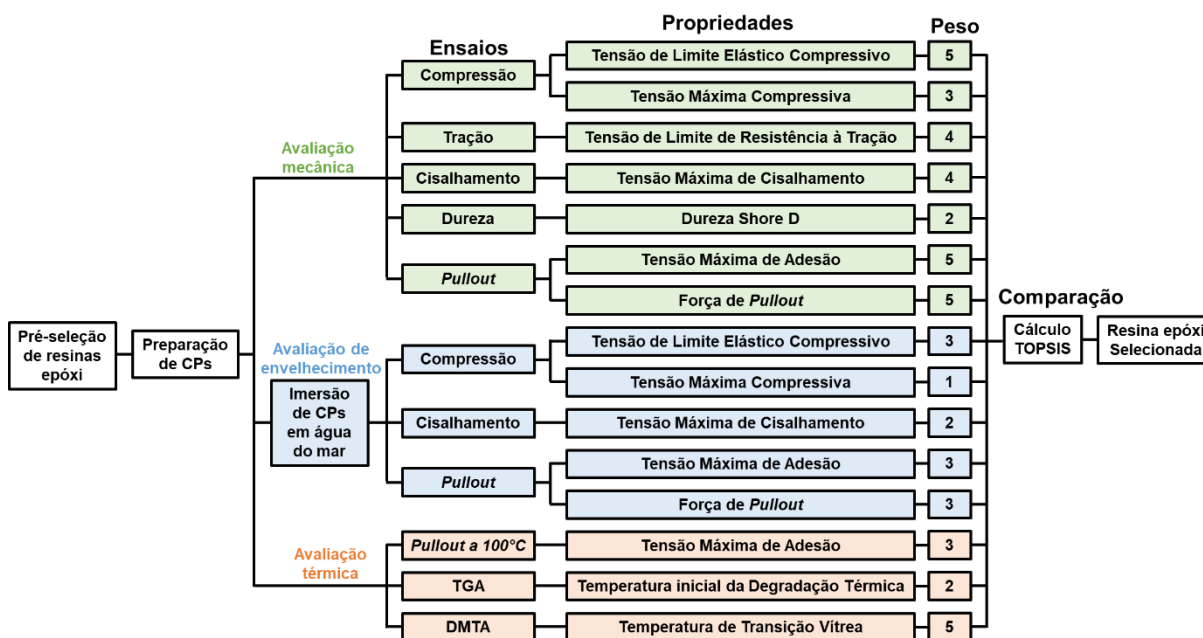 Propriedades
Peso
Ensaios
Compressão
Tensão de Limite Elástico Compressivo
5
Tensão Máxima Compressiva
3
Avaliação
mecânica
Tração
Tensão de Limite de Resistência à Tração
4
Cisalhamento
Tensão Máxima de Cisalhamento
4
Dureza
Dureza Shore D
2
Pullout
Tensão Máxima de Adesão
5
Força de Pullout
5
Comparação
Pré-seleção
de resinas
epóxi
Preparação
de CPs
Avaliação de
envelhecimento
Imersão
de CPs
em água
do mar
Compressão
Tensão de Limite Elástico Compressivo
3
Tensão Máxima Compressiva
1
Cisalhamento
Tensão Máxima de Cisalhamento
2
Pullout
Tensão Máxima de Adesão
3
Força de Pullout
3
Cálculo
TOPSIS
Resina epóxi
Selecionada
Avaliação
térmica
Pullout a 100°C
Tensão Máxima de Adesão
3
TGA
Temperatura inicial da Degradação Térmica
2
DMTA
Temperatura de Transição Vítrea
5